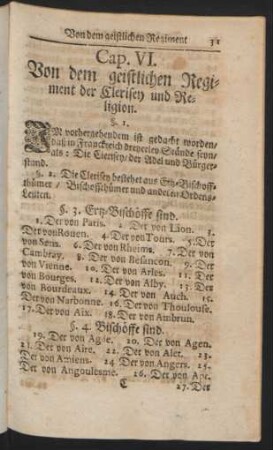 Von dem geistlichen Regiment 31
Cap. VI.
Von dem geistlichen Regi-
ment der Clerisey und Re-
ligion.
§. 1.
IM vorhergehendem ist gedacht worden/
daß in Franckreich dreyerley Stände seyn/
als: Die Clerisey/ der Adel und Bürger-
stand.
§. 2. Die Clerisey bestehet aus Ertz-Bischoff-
thümer/ Bischoffthümer und anderen Ordens-
Leuten.
§. 3. Ertz-Bischöffe sind.
1. Der von Paris. 2. Der von Lion. 3.
Der von Rouen. 4. Der von Tours. 5. Der
von Sens. 6. Der von Rheims. 7. Der von
Cambray. 8. Der von Besancon. 9. Der
von Vienne. 10. Der von Arles. 11. Der
von Bourges. 12. Der von Alby. 13. Der
von Bourdeaux. 14. Der von Auch. 15.
Der von Narbonne. 16. Der von Thoulouse.
17. Der von Aix. 18. Der von Ambrun.
§. 4. Bischöffe sind.
19. Der von Agde. 20. Der von Agen.
21. Der von Aire. 22. Der von Alet. 23.
Der von Amiens. 24. Der von Angers. 25.
Der von Angoulesme. 26. Der von Apt.
C 27. Der